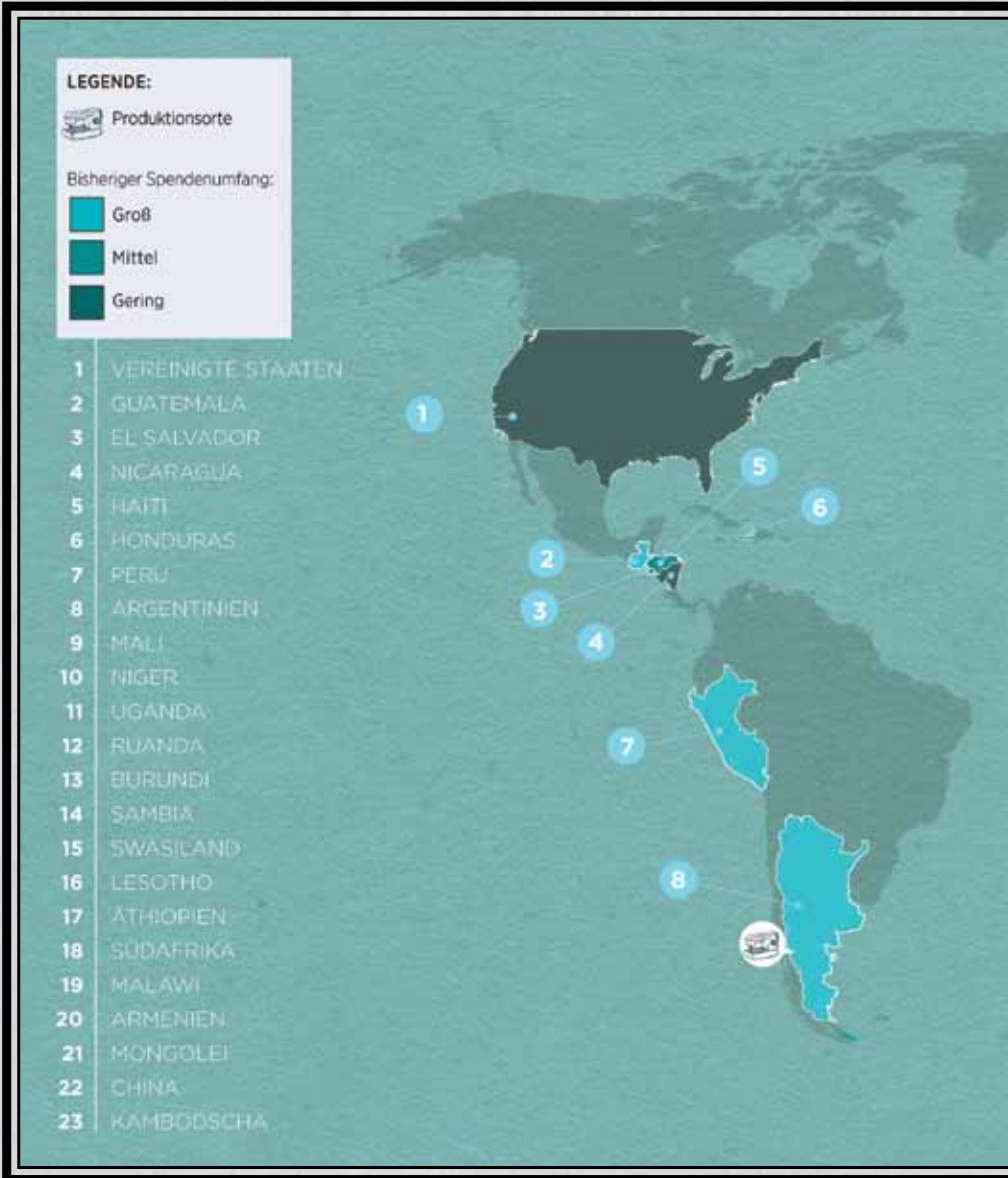 LEGENDE:
Produktionsorte
Bisheriger Spendenumfang:
Groß
Mittel
Gering
1 VEREINIGTE STAATEN
2 GUATEMALA
3 EL SALVADOR
4 NICARAGUA
5 HAITI
6 HONDURAS
7 PERU
8 ARGENTINIEN
9 MALI
10 NIGER
11 UGANDA
12 RUANDA
13 BURUNDI
14 SAMBIA
15 SWASILAND
16 LESOTHO
17 ÄTHIOPIEN
18 SÜDAFRIKA
19 MALAWI
20 ARMENIEN
21 MONGOLEI
22 CHINA
23 KAMBODSCHA
1
5
6
2
3
4
7
8